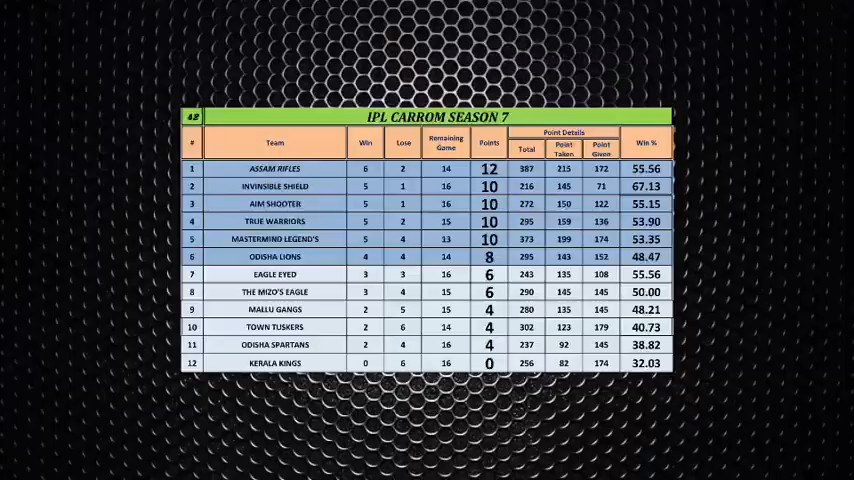 42 IPL CARROM SEASON 7
# Team Win Lose Remaining Game Points Point Details Win %
Total Point Taken Point Given
1 ASSAM RIFLES 6 2 14 12 387 215 172 55.56
2 INVINSIBLE SHIELD 5 1 16 10 216 145 71 67.13
3 AIM SHOOTER 5 1 16 10 272 150 122 55.15
4 TRUE WARRIORS 5 2 15 10 295 159 136 53.90
5 MASTERMIND LEGEND'S 5 4 13 10 373 199 174 53.35
6 ODISHA LIONS 4 4 14 8 295 143 152 48.47
7 EAGLE EYED 3 3 16 6 243 135 108 55.56
8 THE MIZO'S EAGLE 3 4 15 6 290 145 145 50.00
9 MALLU GANGS 2 5 15 4 280 135 145 48.21
10 TOWN TUSKERS 2 6 14 4 302 123 179 40.73
11 ODISHA SPARTANS 2 4 16 4 237 92 145 38.82
12 KERALA KINGS 0 6 16 0 256 82 174 32.03